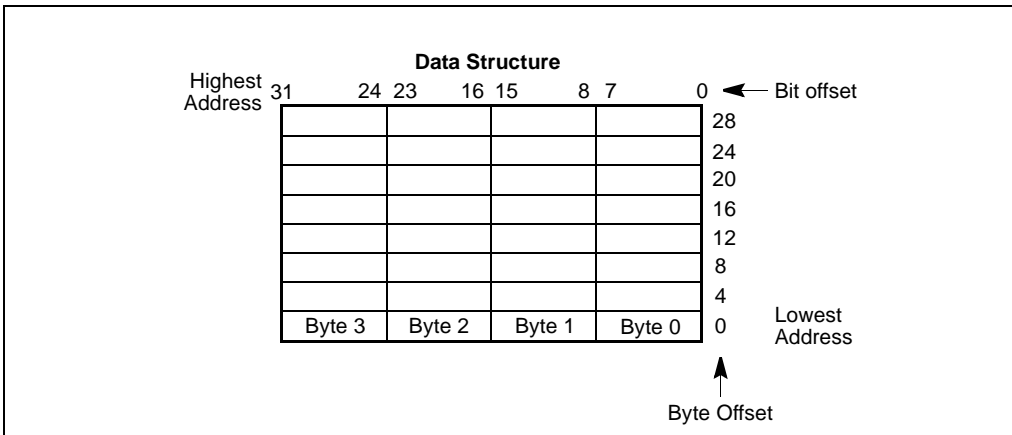 Data Structure
Highest
Address
31 24 23 16 15 8 7 0
Bit offset
28
24
20
16
12
8
4
Byte 3 Byte 2 Byte 1 Byte 0 0
Lowest
Address
Byte Offset